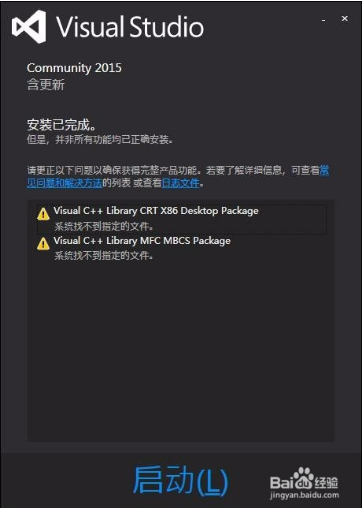 Visual Studio
Community 2015
含更新
安装已完成。
但是，并非所有功能均已正确安装。
请更正以下问题以确保获得完整产品功能。若要了解详细信息，可查看常
见问题和解决方法的列表 或查看日志文件。
Visual C++ Library CRT X86 Desktop Package
系统找不到指定的文件。
Visual C++ Library MFC MBCS Package
系统找不到指定的文件。
启动(L)
Baidu经验
jingyan.baidu.com